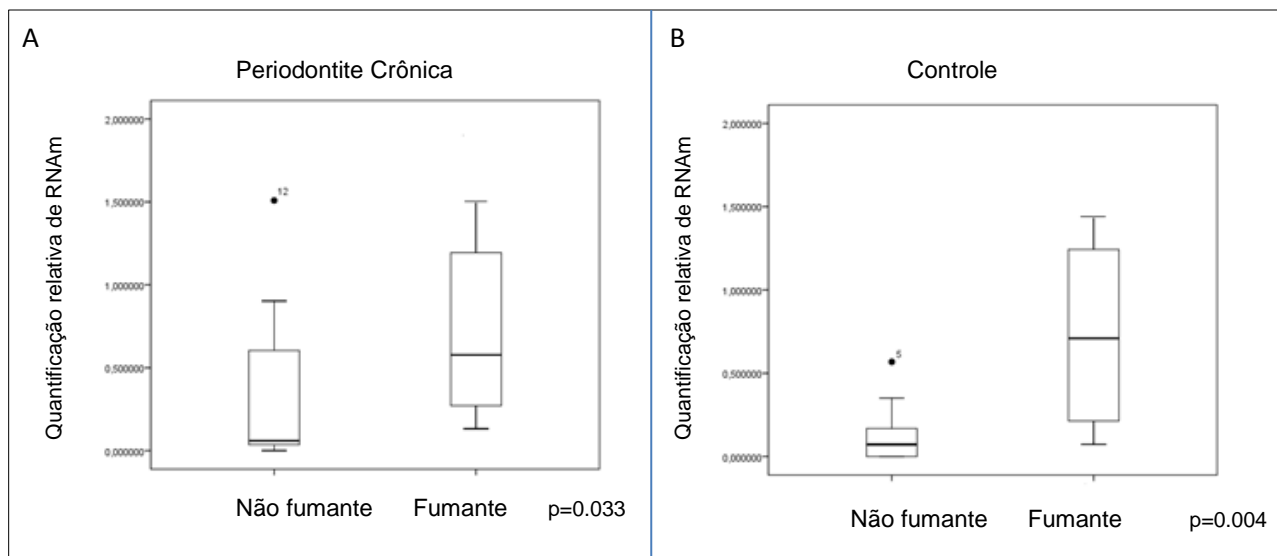 A
Periodontite Crônica
Quantificação relativa de RNAm
2,000000
1,500000
1,000000
0,500000
0,000000
12
Não fumante
Fumante
p=0.033
B
Controle
Quantificação relativa de RNAm
2,000000
1,500000
1,000000
0,500000
0,000000
5
Não fumante
Fumante
p=0.004